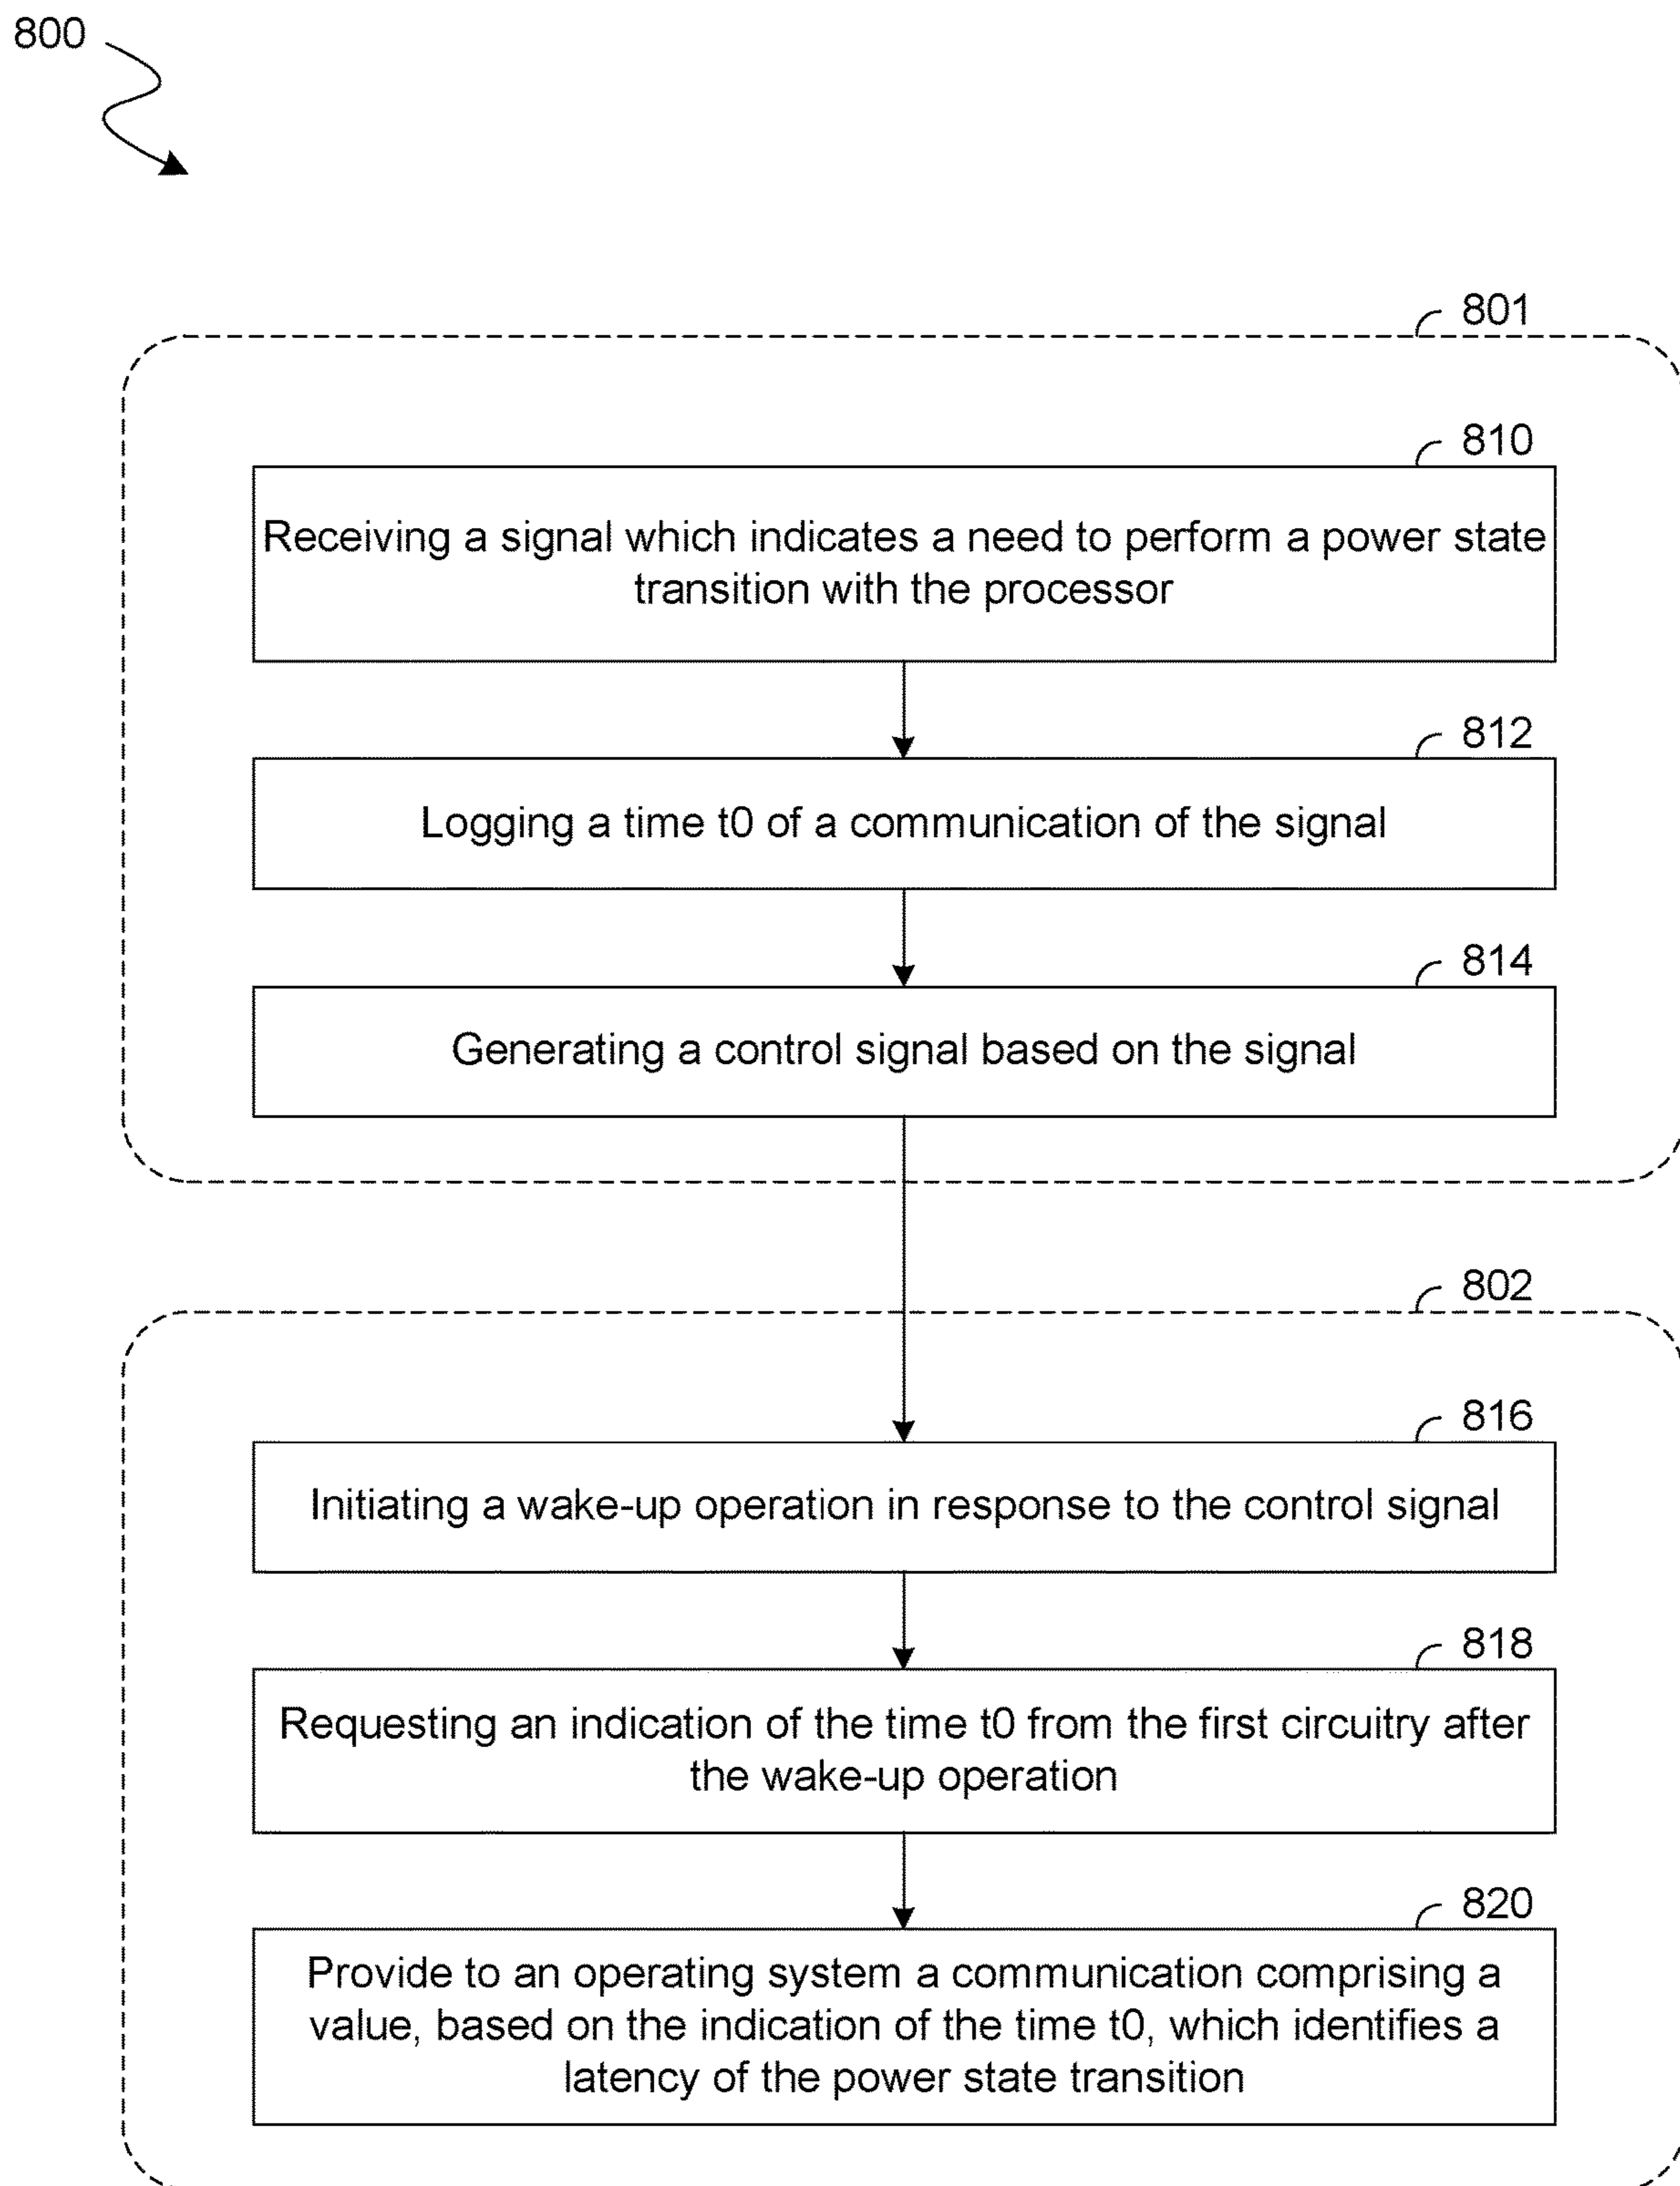 800
801
810
Receiving a signal which indicates a need to perform a power state
transition with the processor
812
Logging a time t0 of a communication of the signal
814
Generating a control signal based on the signal
802
816
Initiating a wake-up operation in response to the control signal
818
Requesting an indication of the time t0 from the first circuitry after
the wake-up operation
820
Provide to an operating system a communication comprising a
value, based on the indication of the time t0, which identifies a
latency of the power state transition